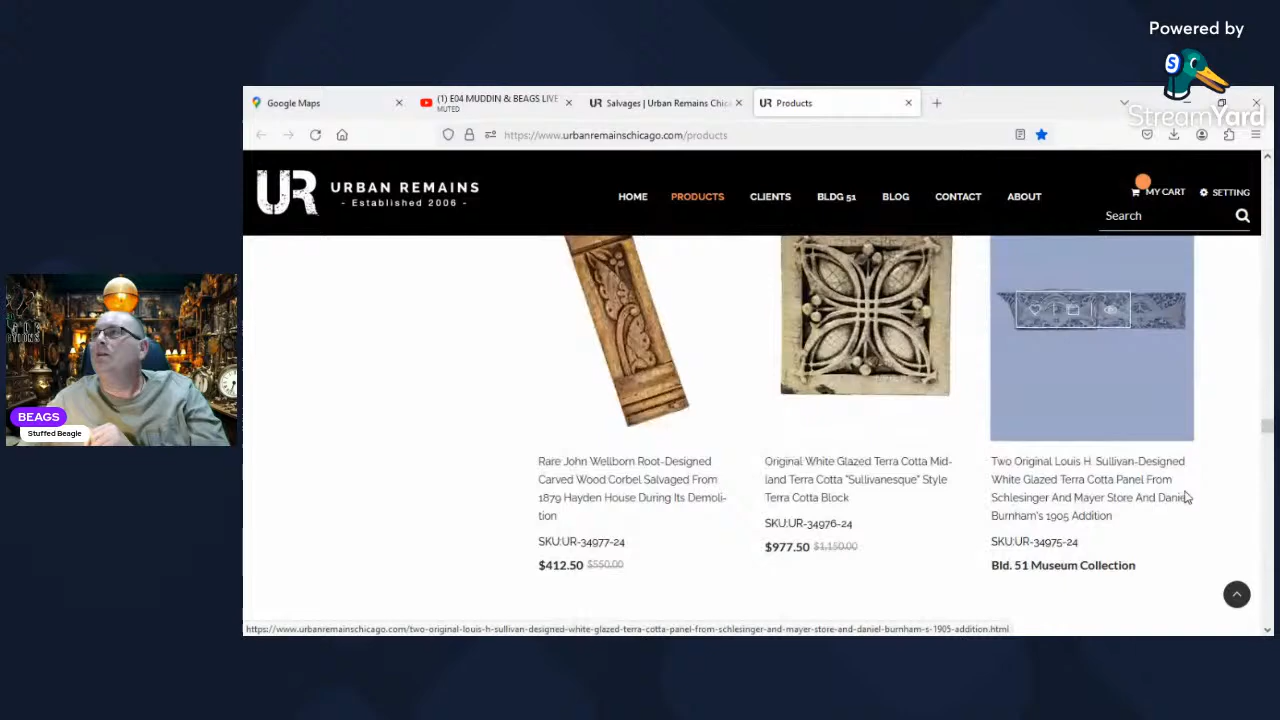 Powered by
S
StreamYard
Google Maps
(1) E04 MUDDIN & BEAGS LIVE
MUTED
UR Salvages | Urban Remains Chic
UR Products
https://www.urbanremainschicago.com/products
UR
URBAN REMAINS
- Established 2006 -
HOME
PRODUCTS
CLIENTS
BLDG 51
BLOG
CONTACT
ABOUT
MY CART
SETTING
Search
BEAGS
Stuffed Beagle
Rare John Wellborn Root-Designed
Carved Wood Corbel Salvaged From
1879 Hayden House During Its Demoli-
tion
SKU:UR-34977-24
$412.50 $550.00
Original White Glazed Terra Cotta Mid-
land Terra Cotta "Sullivanesque" Style
Terra Cotta Block
SKU:UR-34976-24
$977.50 $1,150.00
Two Original Louis H. Sullivan-Designed
White Glazed Terra Cotta Panel From
Schlesinger And Mayer Store And Daniel
Burnham's 1905 Addition
SKU:UR-34975-24
Bld. 51 Museum Collection
https://www.urbanremainschicago.com/two-original-louis-h-sullivan-designed-white-glazed-terra-cotta-panel-from-schlesinger-and-mayer-store-and-daniel-burnham-s-1905-addition.html